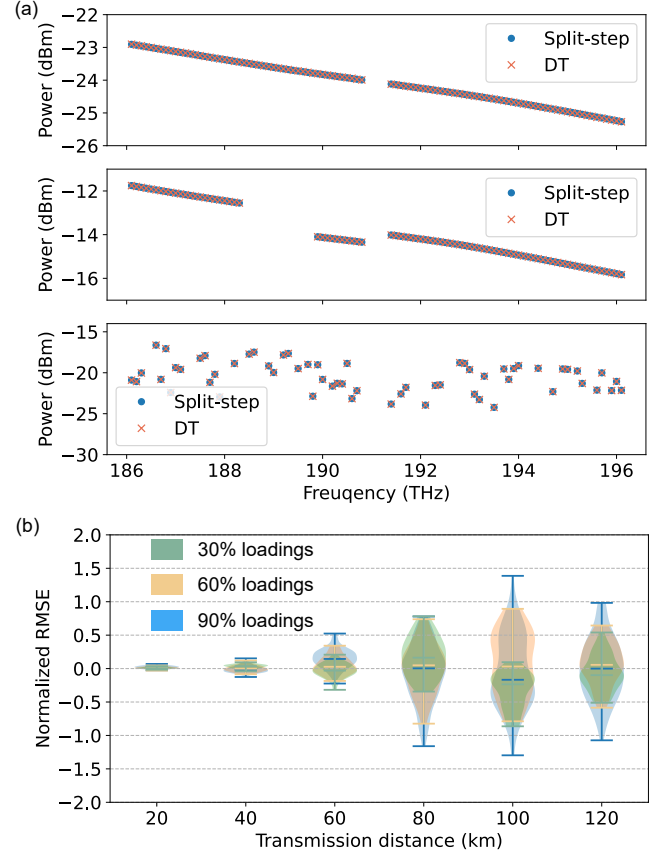 (a)
−22
−23
−24
−25
−26
Power (dBm)
Split-step
DT
−12
−14
−16
Power (dBm)
Split-step
DT
−15
−20
−25
−30
Power (dBm)
Split-step
DT
186 188 190 192 194 196
Freuqency (THz)
(b)
2.0
1.5
1.0
0.5
0.0
−0.5
−1.0
−1.5
−2.0
Normalized RMSE
30% loadings
60% loadings
90% loadings
20 40 60 80 100 120
Transmission distance (km)